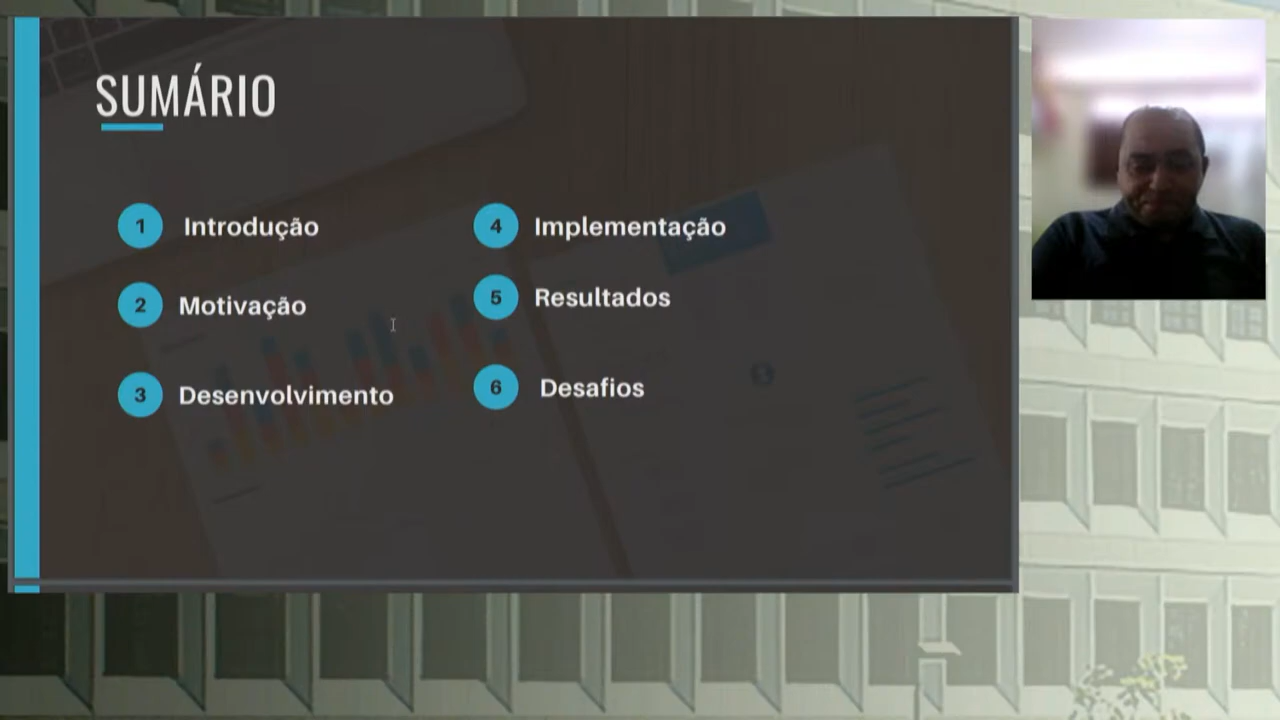 SUMÁRIO
1 Introdução
2 Motivação
3 Desenvolvimento
4 Implementação
5 Resultados
6 Desafios